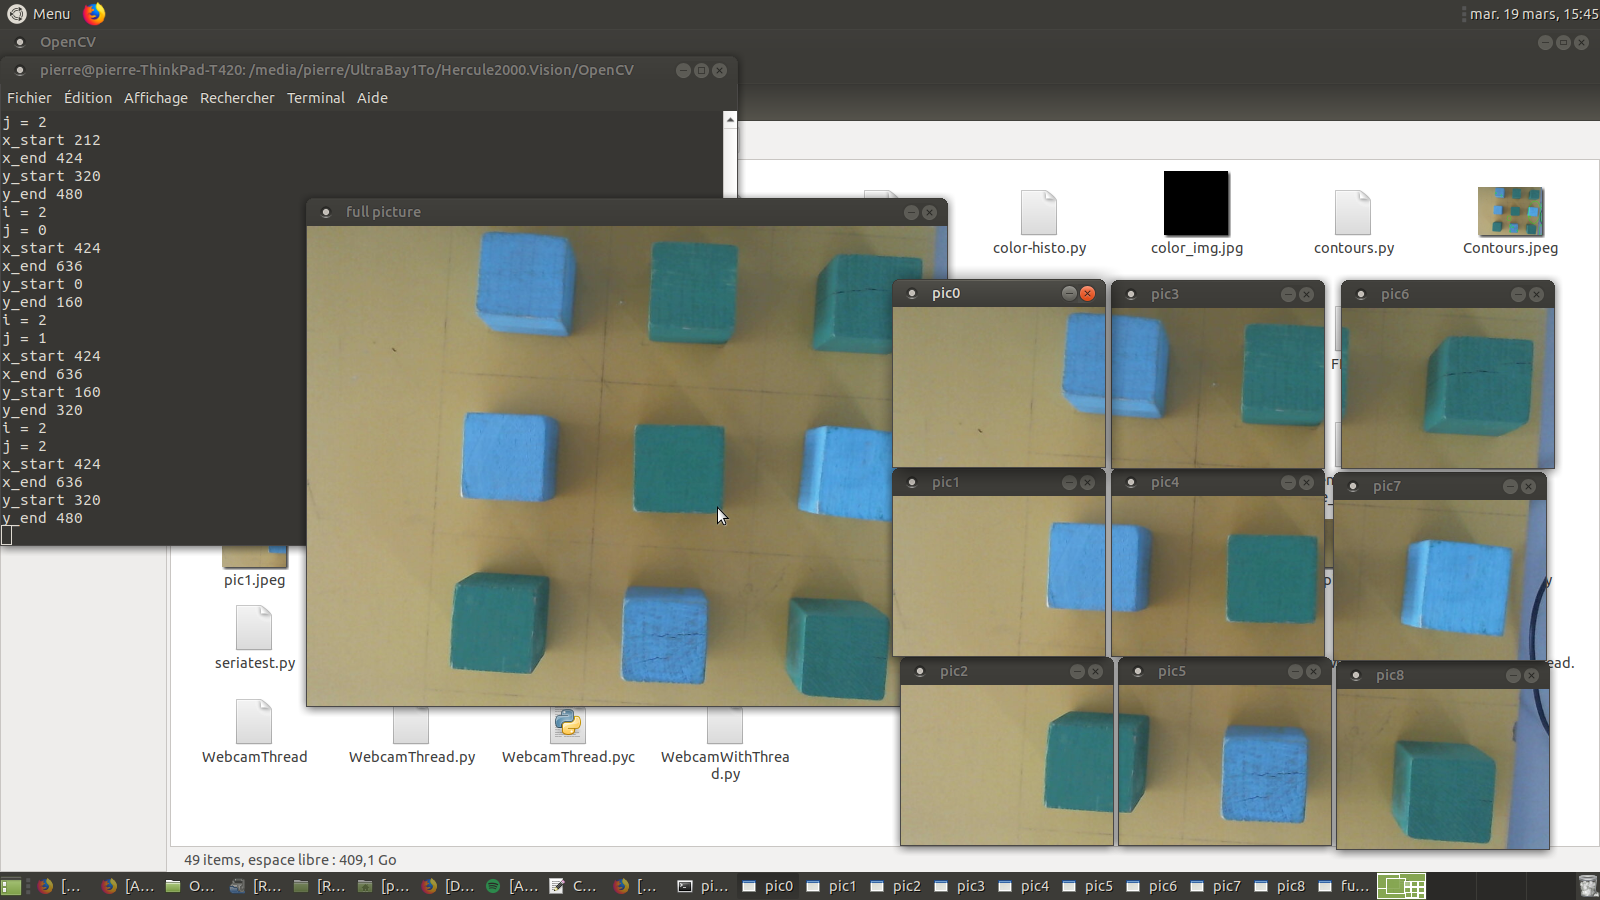 Menu
mar. 19 mars, 15:45
OpenCV
pierre@pierre-ThinkPad-T420: /media/pierre/UltraBay1To/Hercule2000.Vision/OpenCV
Fichier Édition Affichage Rechercher Terminal Aide
j = 2
x_start 212
x_end 424
y_start 320
y_end 480
i = 2
j = 0
x_start 424
x_end 636
y_start 0
y_end 160
i = 2
j = 1
x_start 424
x_end 636
y_start 160
y_end 320
i = 2
j = 2
x_start 424
x_end 636
y_start 320
y_end 480
full picture
color-histo.py
color_img.jpg
contours.py
Contours.jpeg
pic0
pic3
pic6
pic1
pic4
pic7
pic2
pic5
pic8
pic1.jpeg
seriatest.py
ead.
WebcamThread
WebcamThread.py
WebcamThread.pyc
WebcamWithThrea
d.py
49 items, espace libre : 409,1 Go
[... [A... O... [R... [R... [p... [D... [A... C... [... pi... pic0 pic1 pic2 pic3 pic4 pic5 pic6 pic7 pic8 fu...